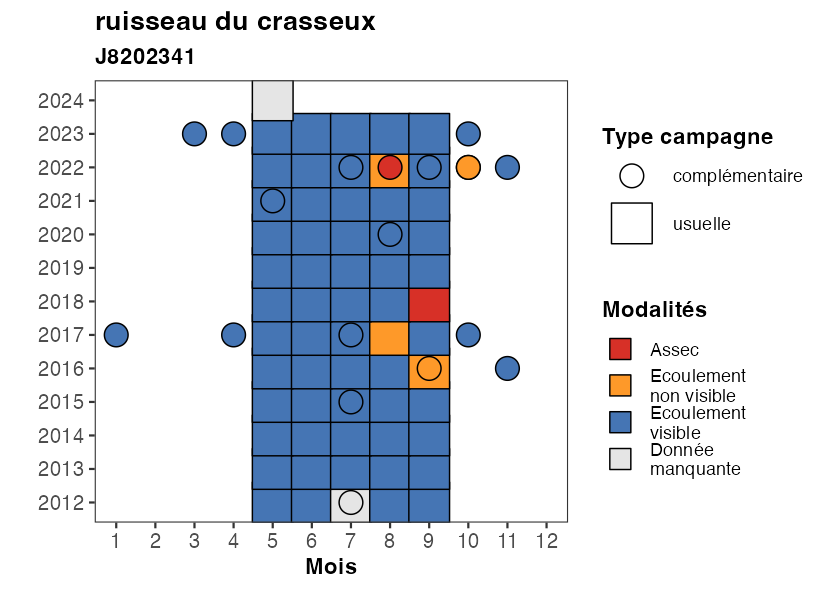 ruisseau du crasseux
J8202341
2024
2023
2022
2021
2020
2019
2018
2017
2016
2015
2014
2013
2012
1 2 3 4 5 6 7 8 9 10 11 12
Mois
Type campagne
complémentaire
usuelle
Modalités
Assec
Ecoulement
non visible
Ecoulement
visible
Donnée
manquante